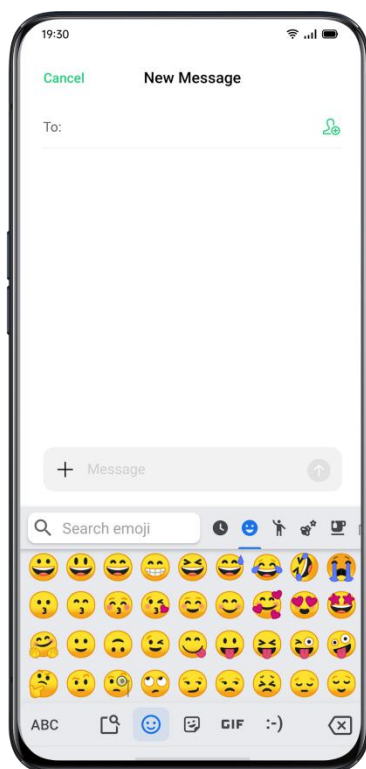 19:30
Cancel New Message
To:
Message
Search emoji
ABC GIF :-)